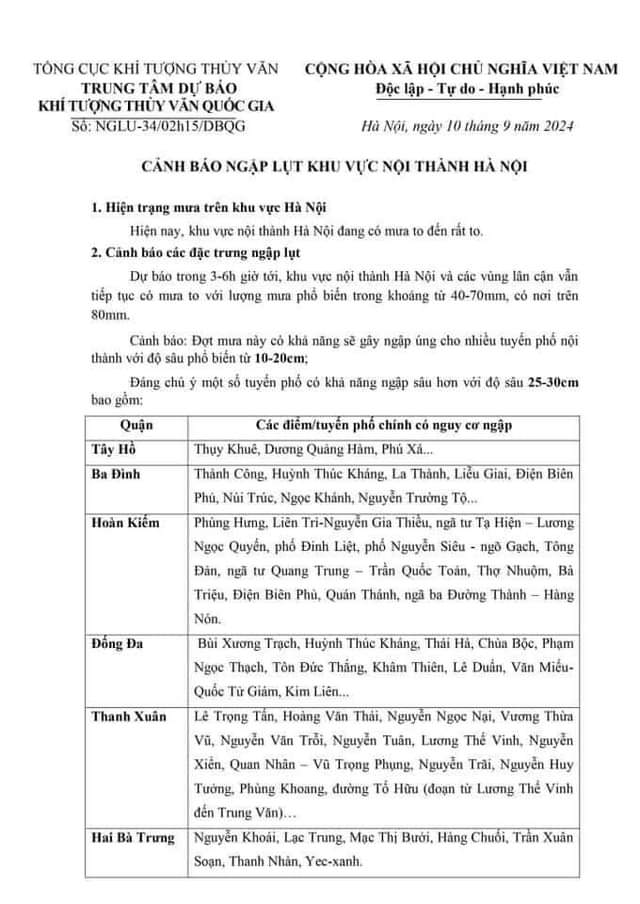 TỔNG CỤC KHÍ TƯỢNG THỦY VĂN
TRUNG TÂM DỰ BÁO
KHÍ TƯỢNG THỦY VĂN QUỐC GIA
Số: NGLU-34/02h15/DBQG
CỘNG HÒA XÃ HỘI CHỦ NGHĨA VIỆT NAM
Độc lập - Tự do - Hạnh phúc
Hà Nội, ngày 10 tháng 9 năm 2024
CẢNH BÁO NGẬP LỤT KHU VỰC NỘI THÀNH HÀ NỘI
1. Hiện trạng mưa trên khu vực Hà Nội
Hiện nay, khu vực nội thành Hà Nội đang có mưa to đến rất to.
2. Cảnh báo các đặc trưng ngập lụt
Dự báo trong 3-6h giờ tới, khu vực nội thành Hà Nội và các vùng lân cận vẫn
tiếp tục có mưa to với lượng mưa phổ biến trong khoảng từ 40-70mm, có nơi trên
80mm.
Cảnh báo: Đợt mưa này có khả năng sẽ gây ngập úng cho nhiều tuyến phố nội
thành với độ sâu phổ biến từ 10-20cm;
Đáng chú ý một số tuyến phố có khả năng ngập sâu hơn với độ sâu 25-30cm
bao gồm:
Quận Các điểm/tuyến phố chính có nguy cơ ngập
Tây Hồ Thụy Khuê, Dương Quảng Hàm, Phú Xá...
Ba Đình Thành Công, Huỳnh Thúc Kháng, La Thành, Liễu Giai, Điện Biên
Phủ, Núi Trúc, Ngọc Khánh, Nguyễn Trường Tộ...
Hoàn Kiếm Phùng Hưng, Liên Trì-Nguyễn Gia Thiều, ngã tư Tạ Hiện – Lương
Ngọc Quyến, phố Đinh Liệt, phố Nguyễn Siêu - ngõ Gạch, Tông
Đản, ngã tư Quang Trung – Trần Quốc Toản, Thợ Nhuộm, Bà
Triệu, Điện Biên Phủ, Quán Thánh, ngã ba Đường Thành – Hàng
Nón.
Đống Đa Bùi Xương Trạch, Huỳnh Thúc Kháng, Thái Hà, Chùa Bộc, Phạm
Ngọc Thạch, Tôn Đức Thắng, Khâm Thiên, Lê Duẩn, Văn Miếu-
Quốc Tử Giám, Kim Liên...
Thanh Xuân Lê Trọng Tấn, Hoàng Văn Thái, Nguyễn Ngọc Nại, Vương Thừa
Vũ, Nguyễn Văn Trỗi, Nguyễn Tuân, Lương Thế Vinh, Nguyễn
Xiển, Quan Nhân – Vũ Trọng Phụng, Nguyễn Trãi, Nguyễn Huy
Tưởng, Phùng Khoang, đường Tố Hữu (đoạn từ Lương Thế Vinh
đến Trung Văn)…
Hai Bà Trưng Nguyễn Khoái, Lạc Trung, Mạc Thị Bưởi, Hàng Chuối, Trần Xuân
Soạn, Thanh Nhàn, Yec-xanh.